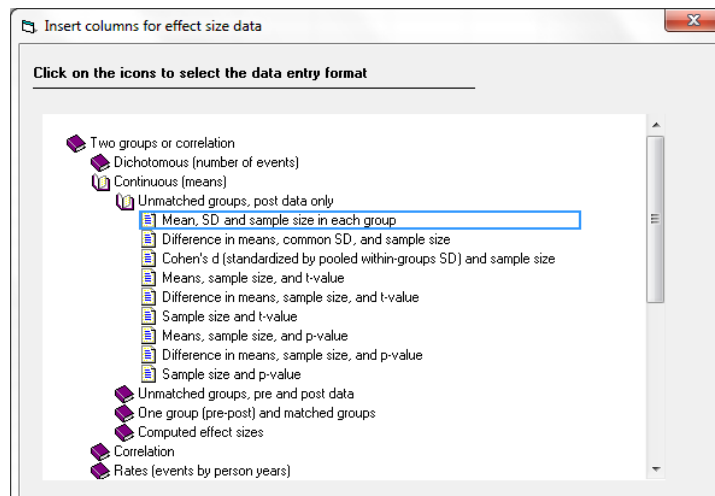 Insert columns for effect size data
Click on the icons to select the data entry format
Two groups or correlation
Dichotomous (number of events)
Continuous (means)
Unmatched groups, post data only
Mean, SD and sample size in each group
Difference in means, common SD, and sample size
Cohen's d (standardized by pooled within-groups SD) and sample size
Means, sample size, and t-value
Difference in means, sample size, and t-value
Sample size and t-value
Means, sample size, and p-value
Difference in means, sample size, and p-value
Sample size and p-value
Unmatched groups, pre and post data
One group (pre-post) and matched groups
Computed effect sizes
Correlation
Rates (events by person years)